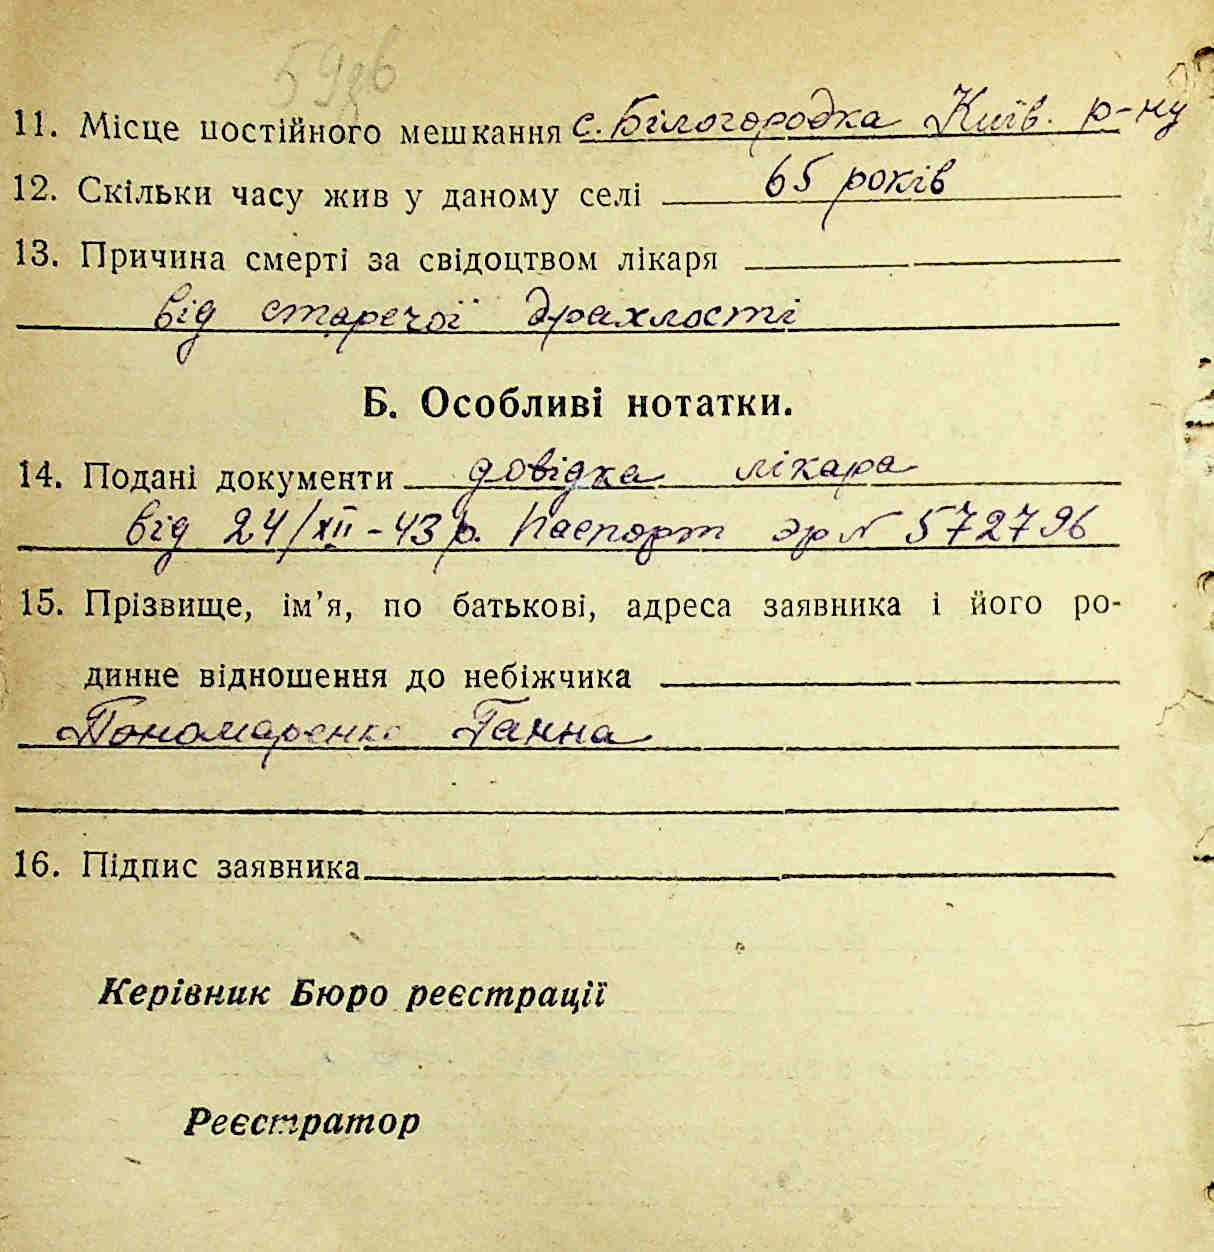 11. Місце постійного мешкання с. Білогородка Київ. р-ну
12. Скільки часу жив у даному селі 65 років
13. Причина смерті за свідоцтвом лікаря
від старечої драхлості
Б. Особливі нотатки.
14. Подані документи довідка лікара
від 24/XII-43 р. Паспорт эр № 572796
15. Прізвище, ім’я, по батькові, адреса заявника і його ро-
динне відношення до небіжчика
Пономаренко Ганна
16. Підпис заявника
Керівник Бюро реєстрації
Реєстратор